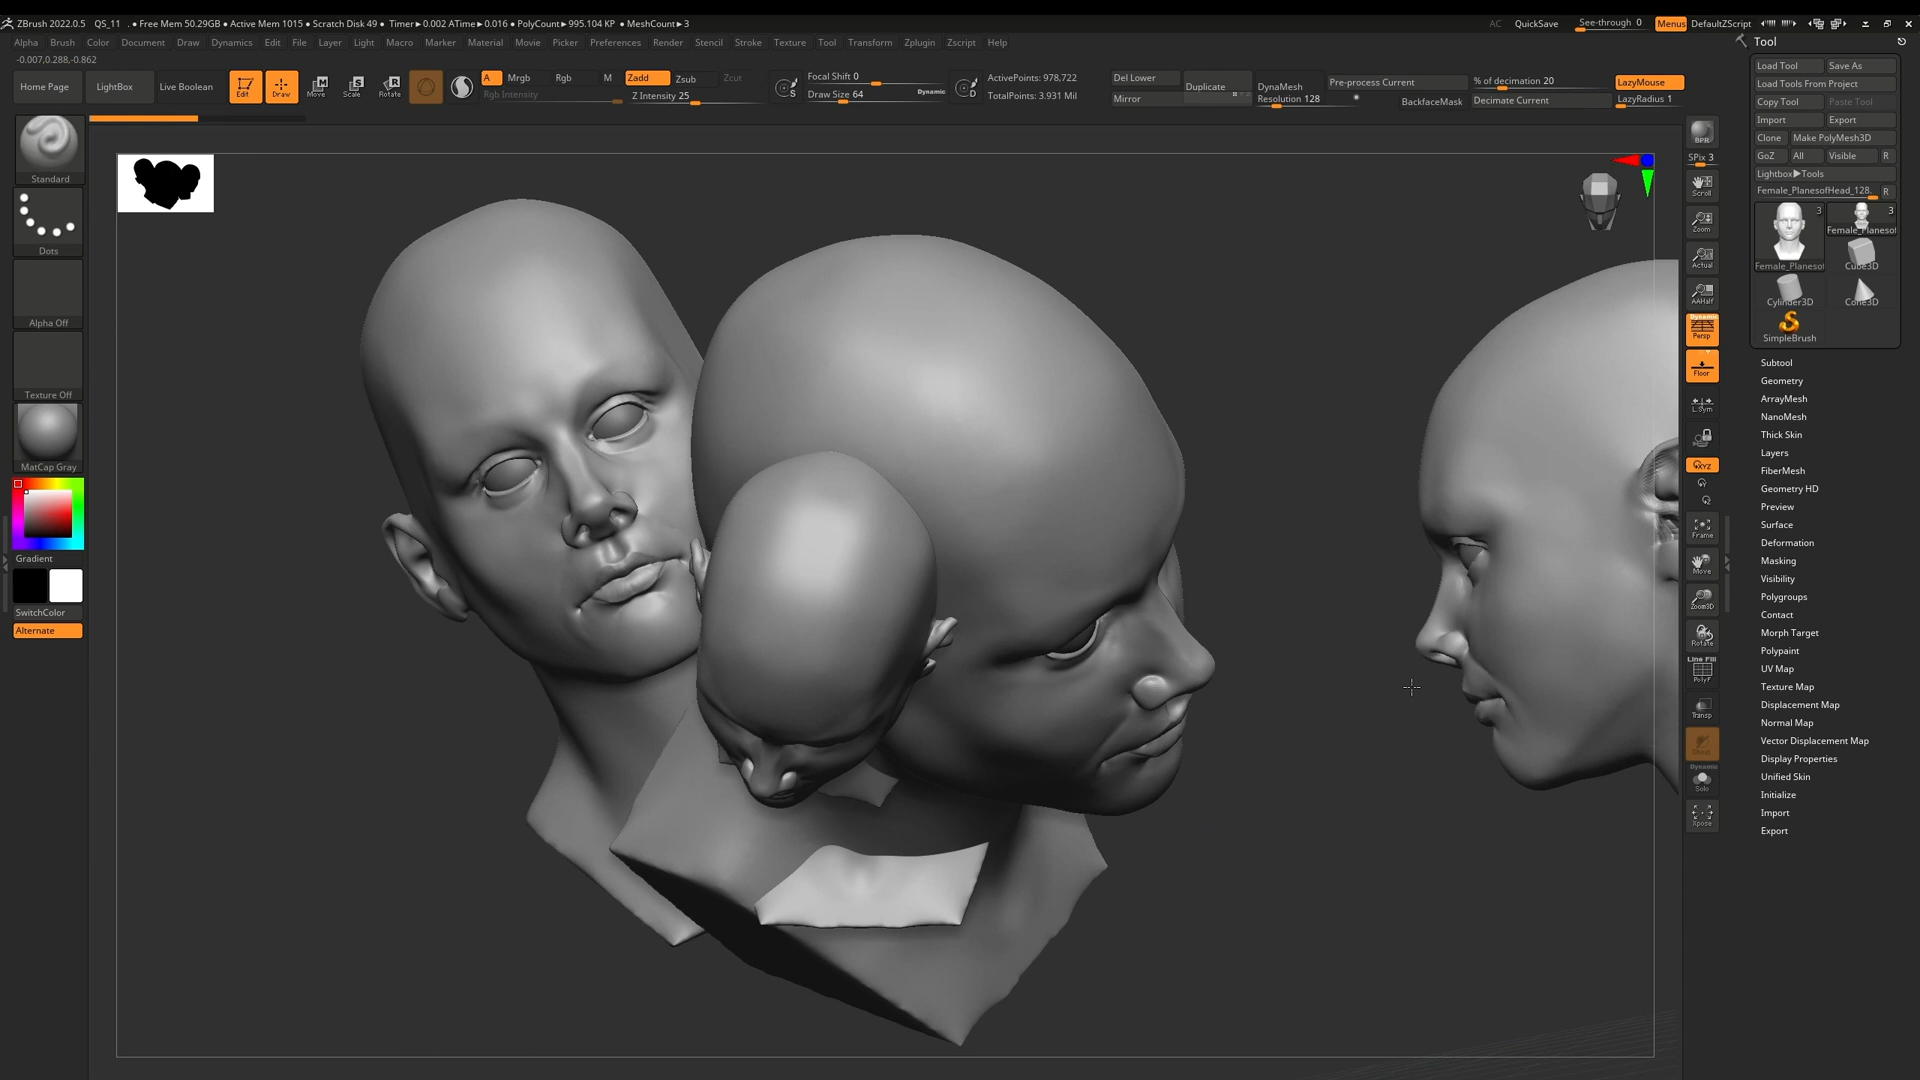 ZBrush 2022.0.5 QS_11 . • Free Mem 50.29GB • Active Mem 1015 • Scratch Disk 49 • Timer▶0.002 ATime▶0.016 • PolyCount▶995.104 KP • MeshCount▶3
AC QuickSave See-through 0 Menus DefaultZScript
Alpha Brush Color Document Draw Dynamics Edit File Layer Light Macro Marker Material Movie Picker Preferences Render Stencil Stroke Texture Tool Transform Zplugin Zscript Help
-0.007,0.288,-0.862
Home Page LightBox Live Boolean Edit Draw Move Scale Rotate
A Mrgb Rgb M Zadd Zsub Zcut
Rgb Intensity Z Intensity 25
Focal Shift 0
Draw Size 64 Dynamic
S D
ActivePoints: 978,722
TotalPoints: 3.931 Mil
Del Lower
Mirror
Duplicate
DynaMesh
Resolution 128
Pre-process Current
BackfaceMask
% of decimation 20
Decimate Current
LazyMouse
LazyRadius 1
Standard
Dots
Alpha Off
Texture Off
MatCap Gray
Gradient
SwitchColor
Alternate
BPR
SPix 3
Scroll
Zoom
Actual
AAHalf
Dynamic
Persp
Floor
L.Sym
XYZ
Frame
Move
Zoom3D
Rotate
Line Fill
PolyF
Transp
Ghost
Dynamic
Solo
Xpose
Tool
Load Tool Save As
Load Tools From Project
Copy Tool Paste Tool
Import Export
Clone Make PolyMesh3D
GoZ All Visible R
Lightbox▶Tools
Female_PlanesofHead_128. R
3 3
Female_Planesof
Female_Planesof Cube3D
Cylinder3D Cone3D
SimpleBrush
Subtool
Geometry
ArrayMesh
NanoMesh
Thick Skin
Layers
FiberMesh
Geometry HD
Preview
Surface
Deformation
Masking
Visibility
Polygroups
Contact
Morph Target
Polypaint
UV Map
Texture Map
Displacement Map
Normal Map
Vector Displacement Map
Display Properties
Unified Skin
Initialize
Import
Export